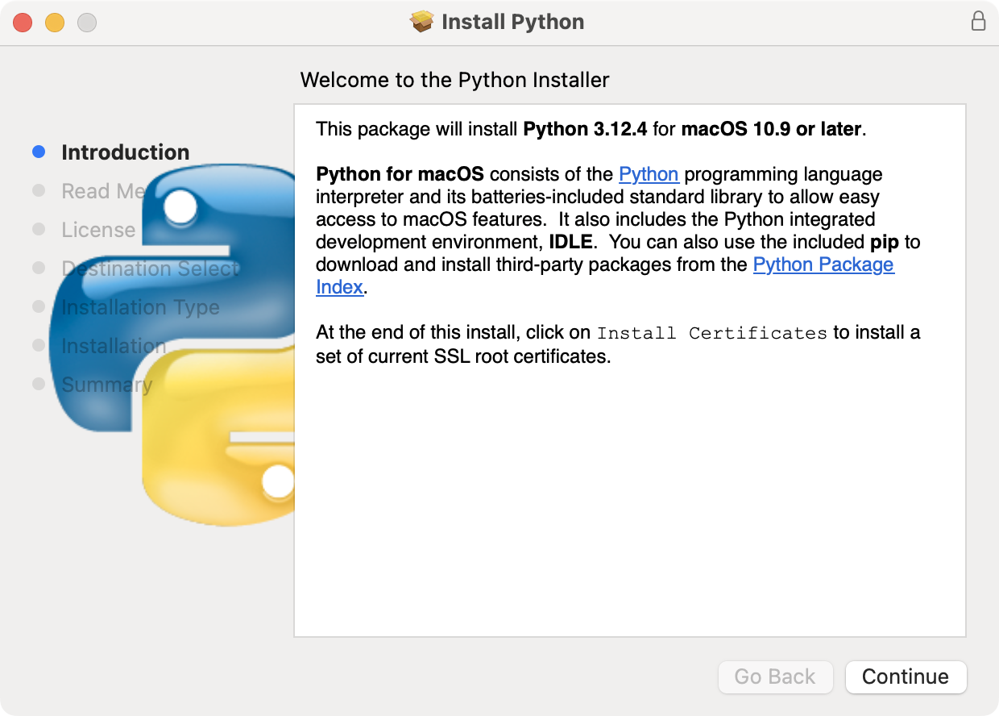 Install Python
Welcome to the Python Installer
Introduction
Read Me
License
Destination Select
Installation Type
Installation
Summary
This package will install Python 3.12.4 for macOS 10.9 or later.
Python for macOS consists of the Python programming language
interpreter and its batteries-included standard library to allow easy
access to macOS features.  It also includes the Python integrated
development environment, IDLE.  You can also use the included pip to
download and install third-party packages from the Python Package
Index.
At the end of this install, click on Install Certificates to install a
set of current SSL root certificates.
Go Back
Continue